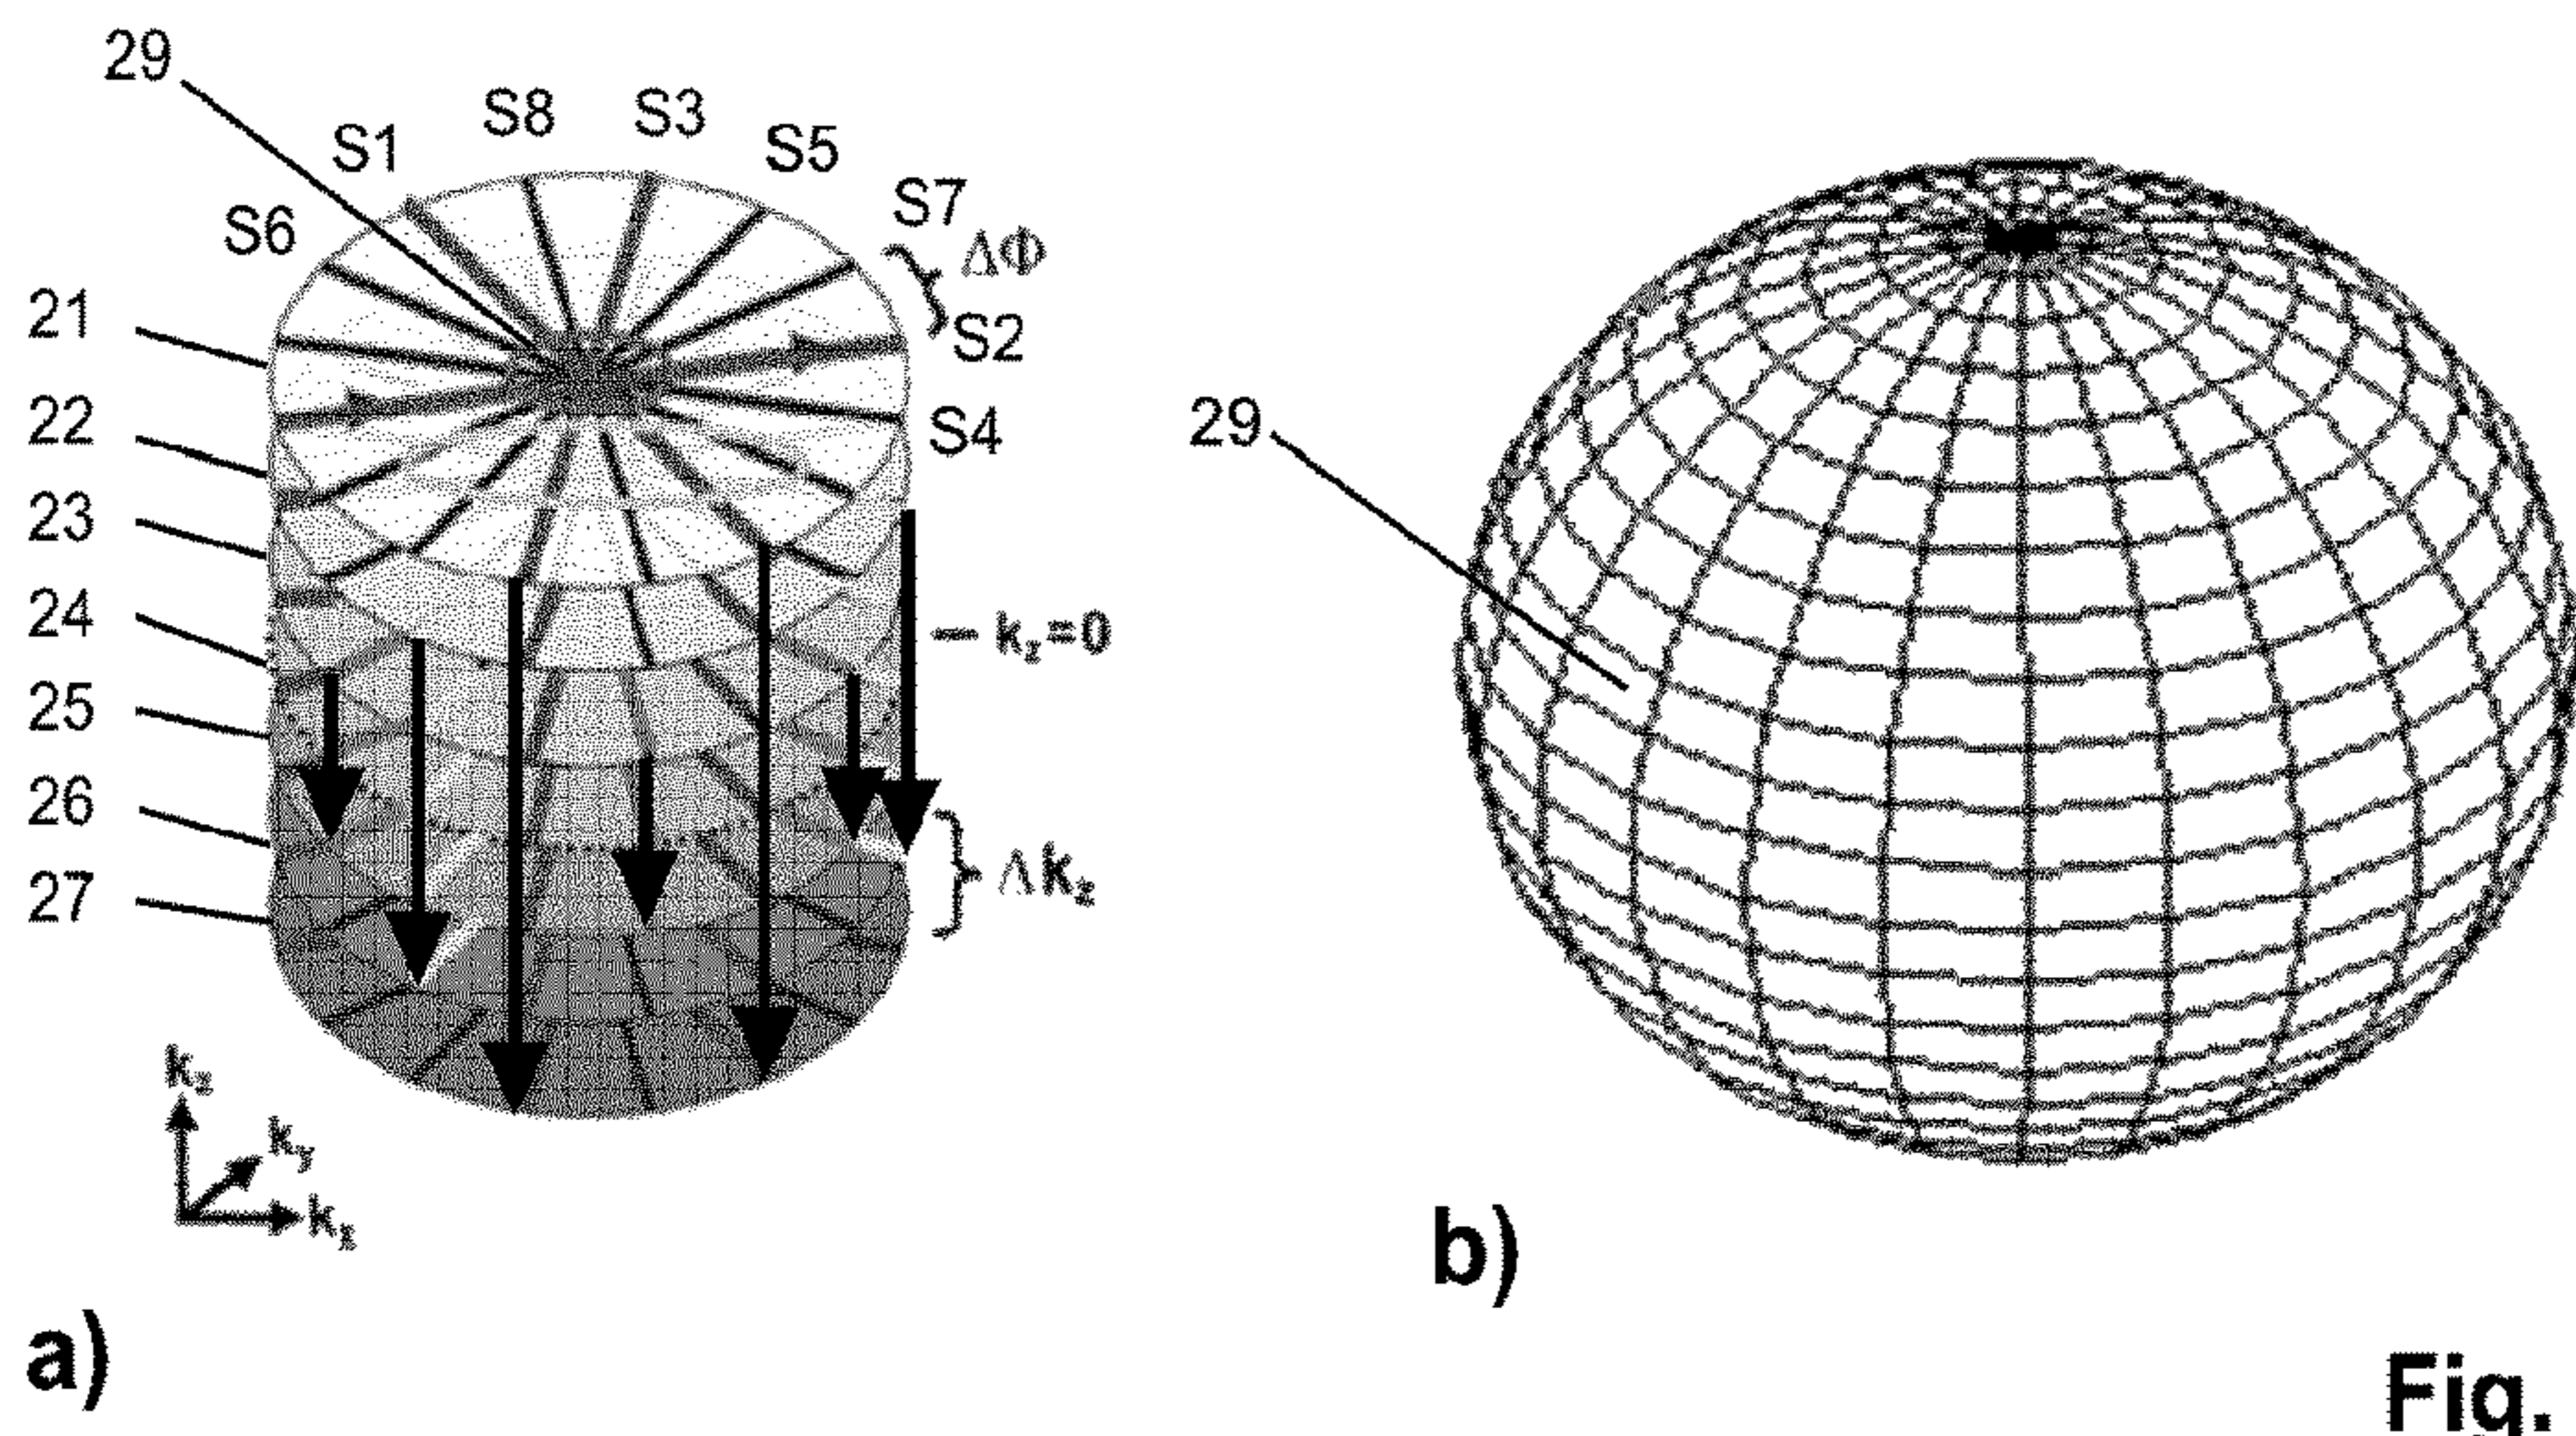 29
S1
S8
S3
S5
S6
S7
ΔΦ
S2
S4
21
22
23
24
25
26
27
k_z=0
Δk_z
k_z
k_y
k_x
a)
29
b)
Fig.